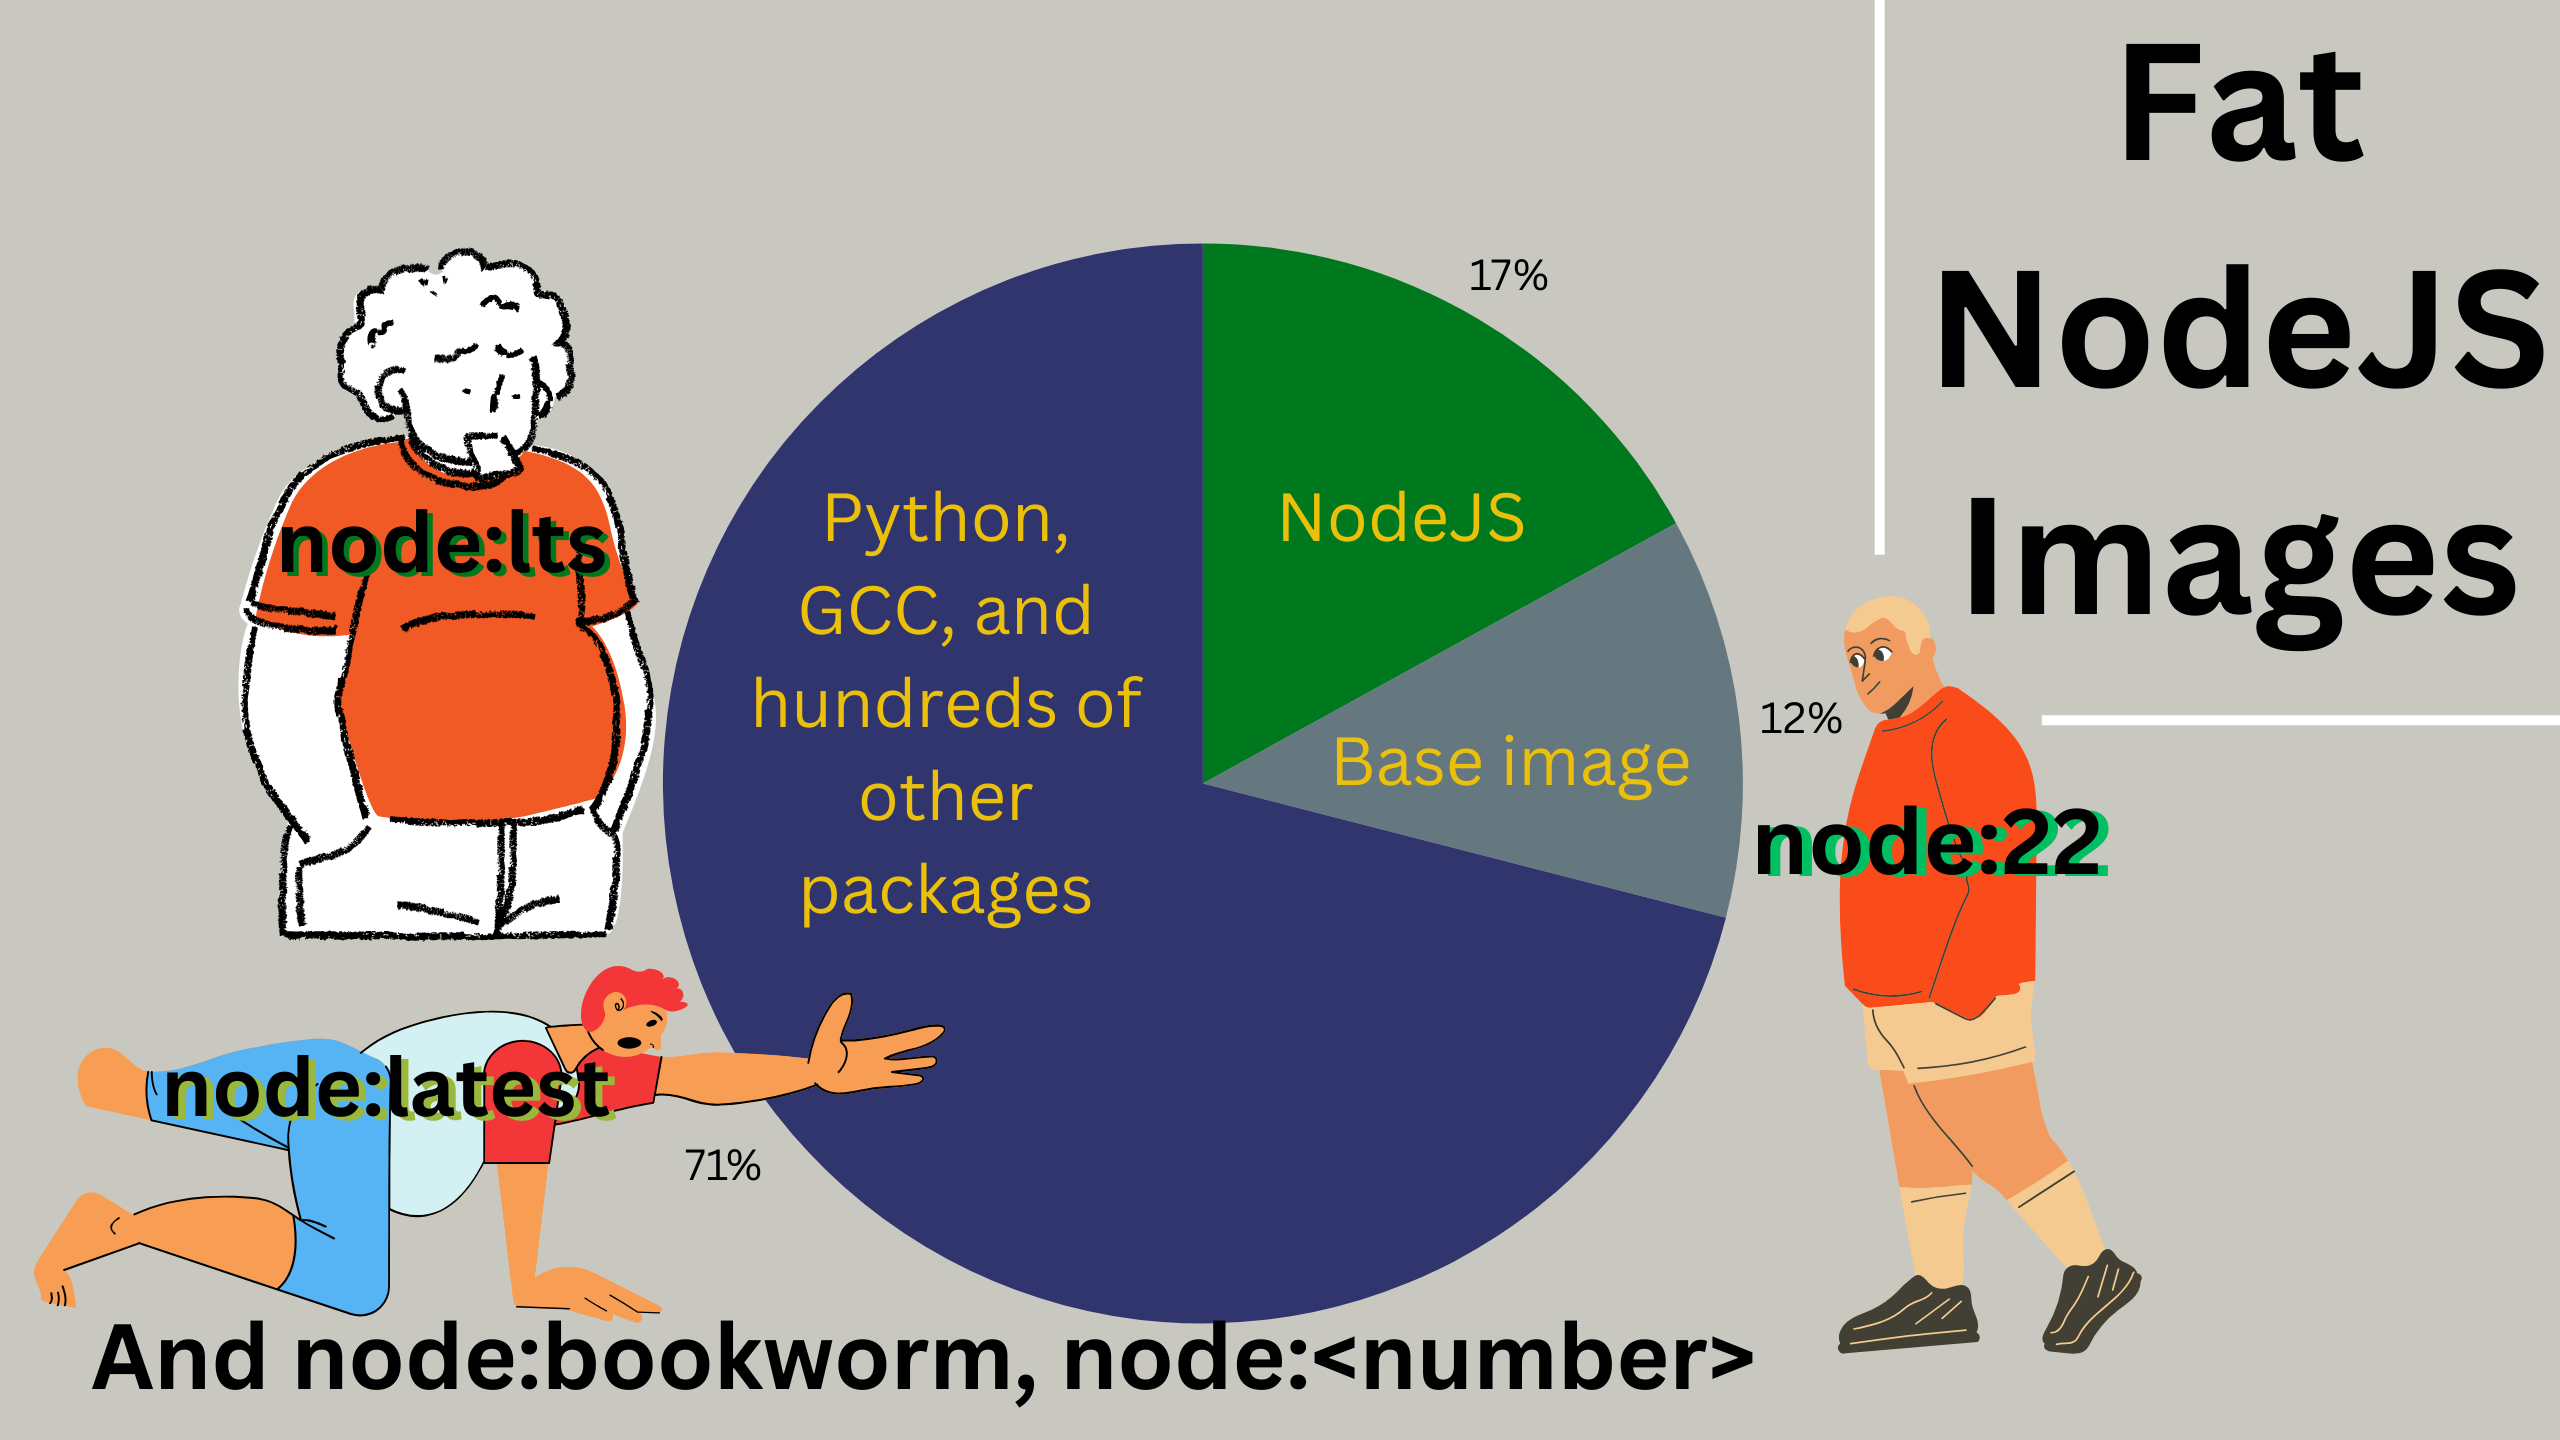 Fat
NodeJS
Images
17%
NodeJS
Python,
GCC, and
hundreds of
other
packages
node:lts
12%
Base image
node:22
node:latest
71%
And node:bookworm, node:<number>